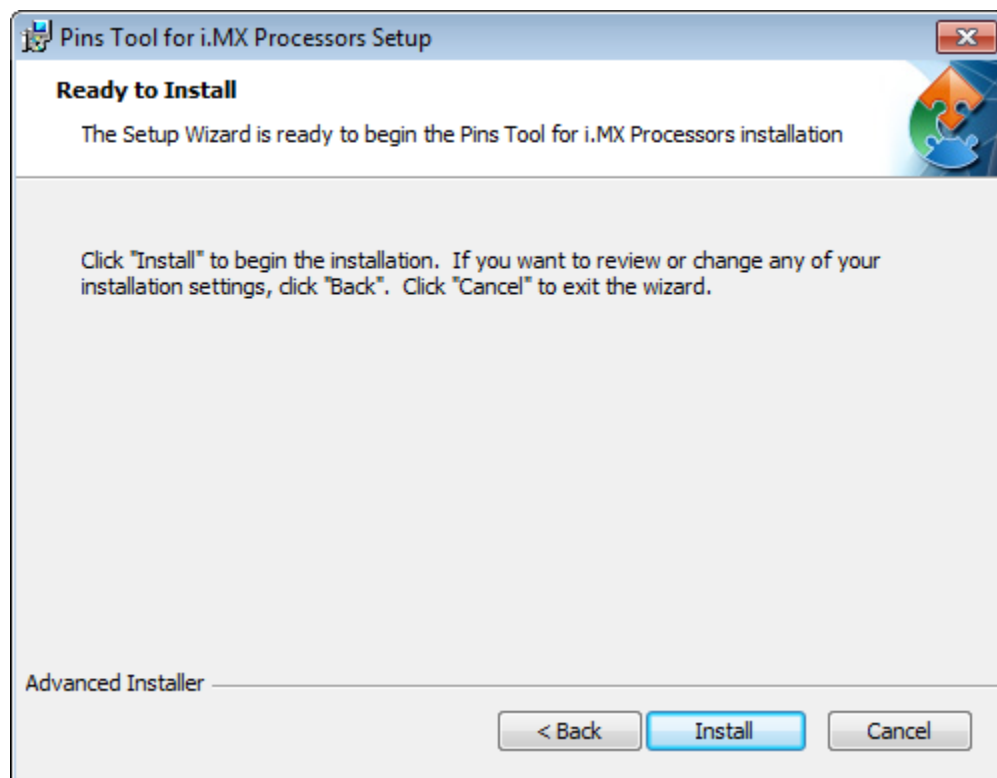 Pins Tool for i.MX Processors Setup
Ready to Install
The Setup Wizard is ready to begin the Pins Tool for i.MX Processors installation
Click "Install" to begin the installation.  If you want to review or change any of your
installation settings, click "Back".  Click "Cancel" to exit the wizard.
Advanced Installer
< Back
Install
Cancel